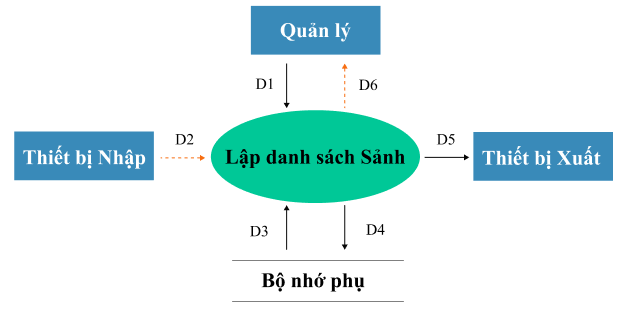 Quản lý
D1
D6
D2
D5
Thiết bị Nhập
Lập danh sách Sảnh
Thiết bị Xuất
D3
D4
Bộ nhớ phụ